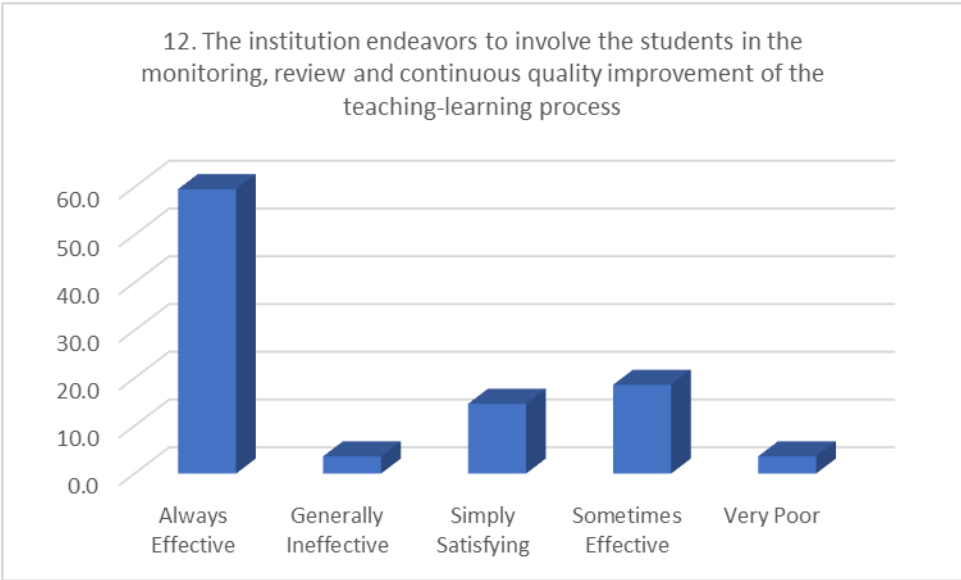 12. The institution endeavors to involve the students in the
monitoring, review and continuous quality improvement of the
teaching-learning process
60.0
50.0
40.0
30.0
20.0
10.0
0.0
Always
Effective
Generally
Ineffective
Simply
Satisfying
Sometimes
Effective
Very Poor